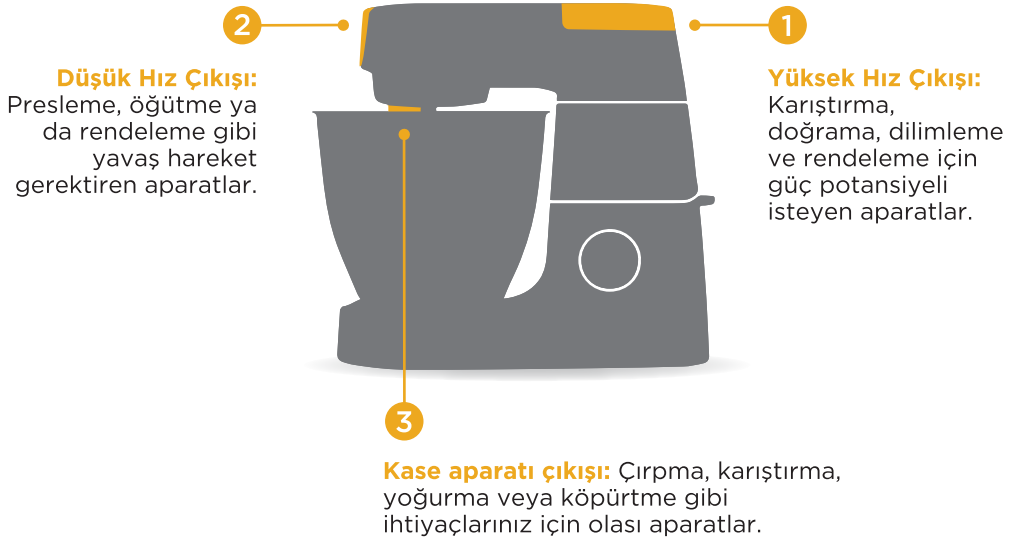 2
1
Düşük Hız Çıkışı:
Presleme, öğütme ya
da rendeleme gibi
yavaş hareket
gerektiren aparatlar.
Yüksek Hız Çıkışı:
Karıştırma,
doğrama, dilimleme
ve rendeleme için
güç potansiyeli
isteyen aparatlar.
3
Kase aparatı çıkışı: Çırpma, karıştırma,
yoğurma veya köpürtme gibi
ihtiyaçlarınız için olası aparatlar.